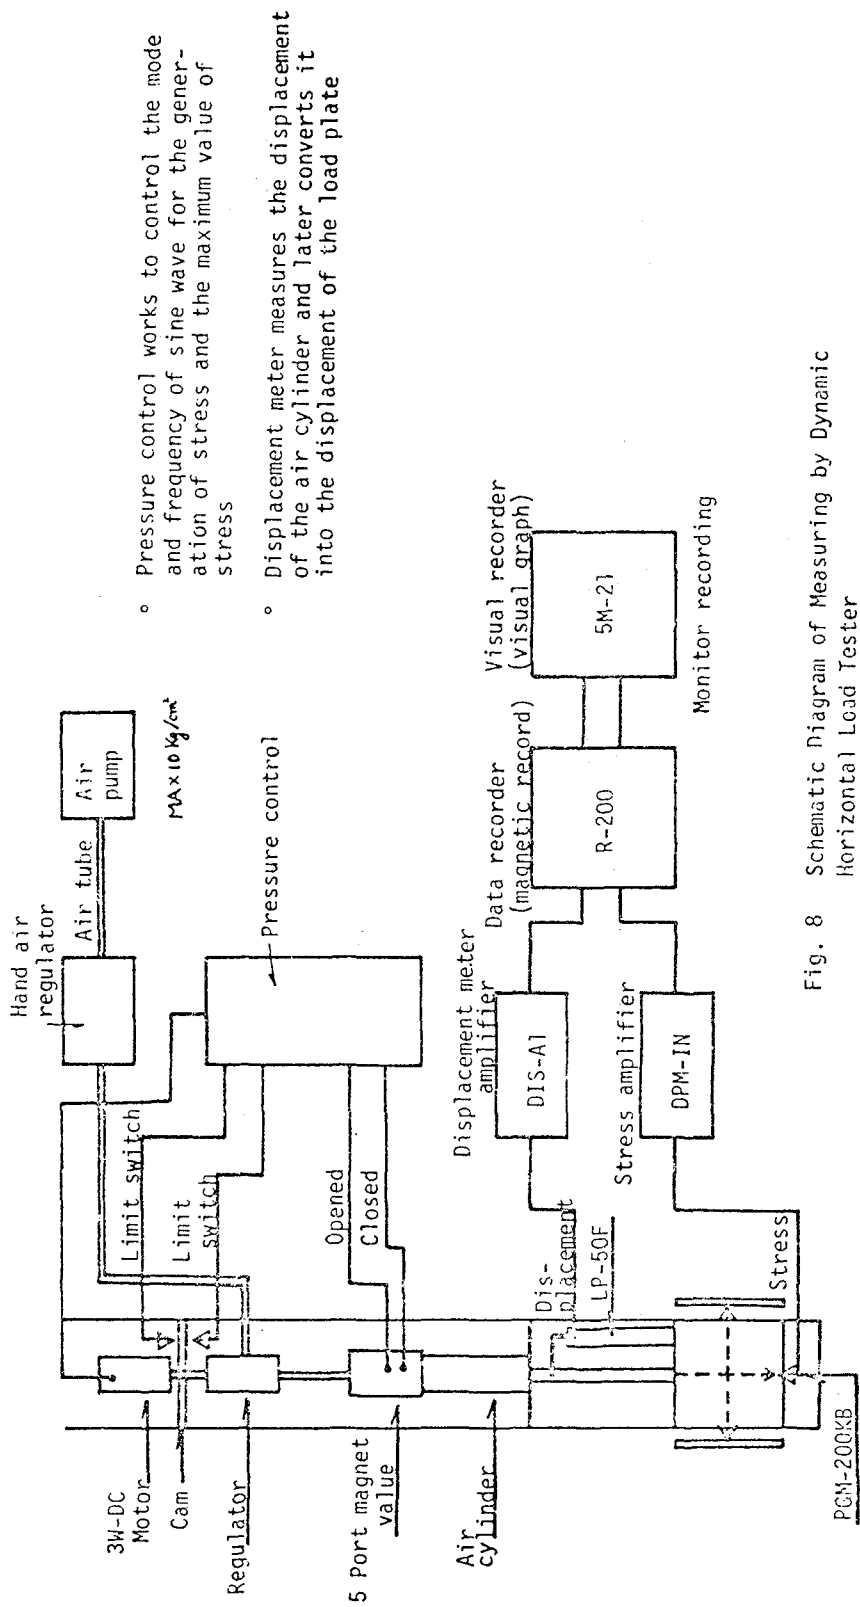 Hand air
regulator
Air tube
Air
pump
MAX 10 Kg/cm²
Limit switch
Limit
switch
Pressure control
Opened
Closed
3W-DC
Motor
Cam
Regulator
5 Port magnet
value
Air
cylinder
° Pressure control works to control the mode
and frequency of sine wave for the gener-
ation of stress and the maximum value of
stress
° Displacement meter measures the displacement
of the air cylinder and later converts it
into the displacement of the load plate
Displacement meter
amplifier
DIS-A1
Data recorder
(magnetic record)
R-200
Visual recorder
(visual graph)
5M-21
Monitor recording
Stress amplifier
DPM-IN
Dis-
placement
LP-50F
Stress
PGM-200KB
Fig. 8 Schematic Diagram of Measuring by Dynamic
Horizontal Load Tester